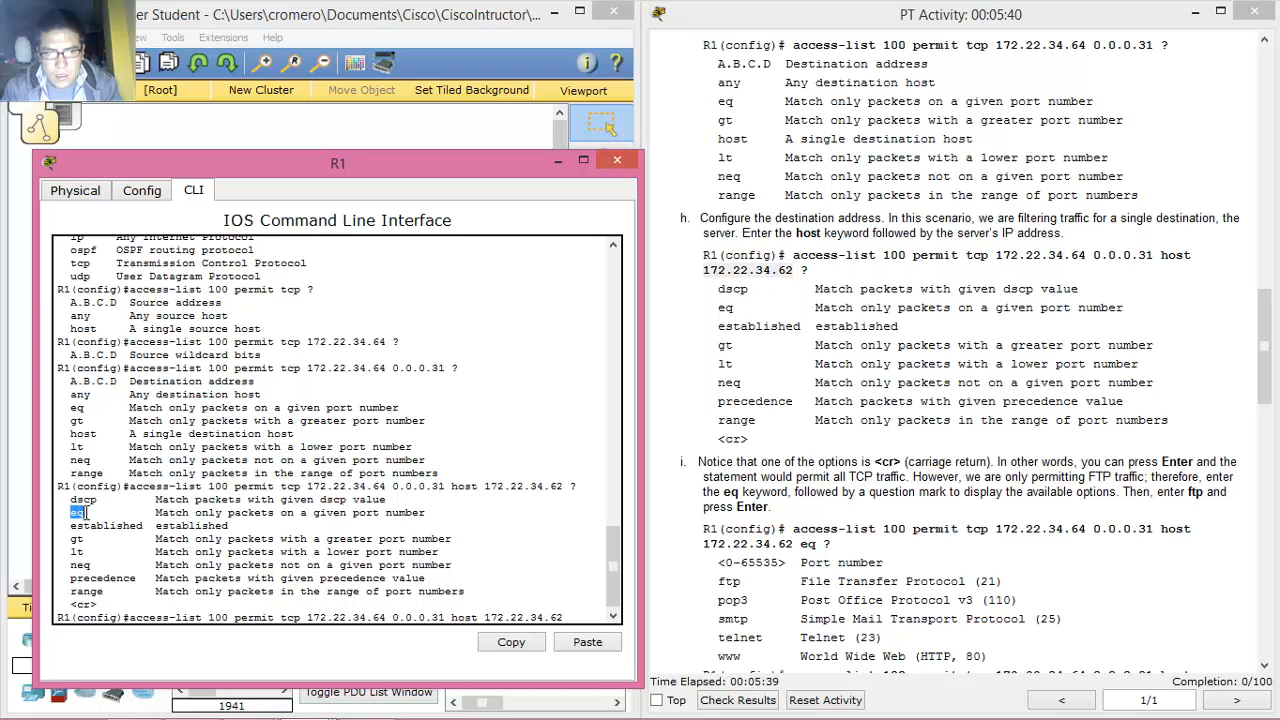 er Student - C:\Users\cromero\Documents\Cisco\CiscoIntructor\...
Tools Extensions Help
[Root] New Cluster Move Object Set Tiled Background Viewport
R1
Physical Config CLI
IOS Command Line Interface
ip Any Internet Protocol
ospf OSPF routing protocol
tcp Transmission Control Protocol
udp User Datagram Protocol
R1(config)#access-list 100 permit tcp ?
A.B.C.D Source address
any Any source host
host A single source host
R1(config)#access-list 100 permit tcp 172.22.34.64 ?
A.B.C.D Source wildcard bits
R1(config)#access-list 100 permit tcp 172.22.34.64 0.0.0.31 ?
A.B.C.D Destination address
any Any destination host
eq Match only packets on a given port number
gt Match only packets with a greater port number
host A single destination host
lt Match only packets with a lower port number
neq Match only packets not on a given port number
range Match only packets in the range of port numbers
R1(config)#access-list 100 permit tcp 172.22.34.64 0.0.0.31 host 172.22.34.62 ?
dscp Match packets with given dscp value
eq Match only packets on a given port number
established established
gt Match only packets with a greater port number
lt Match only packets with a lower port number
neq Match only packets not on a given port number
precedence Match packets with given precedence value
range Match only packets in the range of port numbers
<cr>
R1(config)#access-list 100 permit tcp 172.22.34.64 0.0.0.31 host 172.22.34.62
Copy Paste
Toggle PDU List Window
1941
PT Activity: 00:05:40
R1(config)# access-list 100 permit tcp 172.22.34.64 0.0.0.31 ?
A.B.C.D Destination address
any Any destination host
eq Match only packets on a given port number
gt Match only packets with a greater port number
host A single destination host
lt Match only packets with a lower port number
neq Match only packets not on a given port number
range Match only packets in the range of port numbers
h. Configure the destination address. In this scenario, we are filtering traffic for a single destination, the
server. Enter the host keyword followed by the server's IP address.
R1(config)# access-list 100 permit tcp 172.22.34.64 0.0.0.31 host
172.22.34.62 ?
dscp Match packets with given dscp value
eq Match only packets on a given port number
established established
gt Match only packets with a greater port number
lt Match only packets with a lower port number
neq Match only packets not on a given port number
precedence Match packets with given precedence value
range Match only packets in the range of port numbers
<cr>
i. Notice that one of the options is <cr> (carriage return). In other words, you can press Enter and the
statement would permit all TCP traffic. However, we are only permitting FTP traffic; therefore, enter
the eq keyword, followed by a question mark to display the available options. Then, enter ftp and
press Enter.
R1(config)# access-list 100 permit tcp 172.22.34.64 0.0.0.31 host
172.22.34.62 eq ?
<0-65535> Port number
ftp File Transfer Protocol (21)
pop3 Post Office Protocol v3 (110)
smtp Simple Mail Transport Protocol (25)
telnet Telnet (23)
www World Wide Web (HTTP, 80)
Time Elapsed: 00:05:39 Completion: 0/100
Top Check Results Reset Activity < 1/1 >